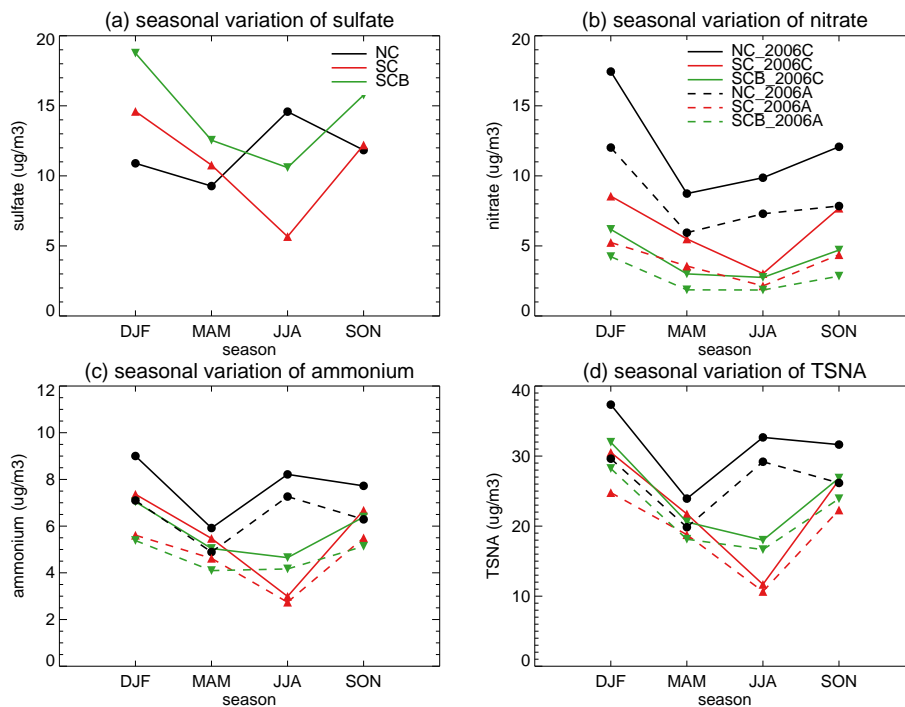 (a) seasonal variation of sulfate
20
15
10
5
0
sulfate (ug/m3)
NC
SC
SCB
DJF MAM JJA SON
season
(b) seasonal variation of nitrate
20
15
10
5
0
nitrate (ug/m3)
NC_2006C
SC_2006C
SCB_2006C
NC_2006A
SC_2006A
SCB_2006A
DJF MAM JJA SON
season
(c) seasonal variation of ammonium
12
10
8
6
4
2
0
ammonium (ug/m3)
DJF MAM JJA SON
season
(d) seasonal variation of TSNA
40
30
20
10
0
TSNA (ug/m3)
DJF MAM JJA SON
season